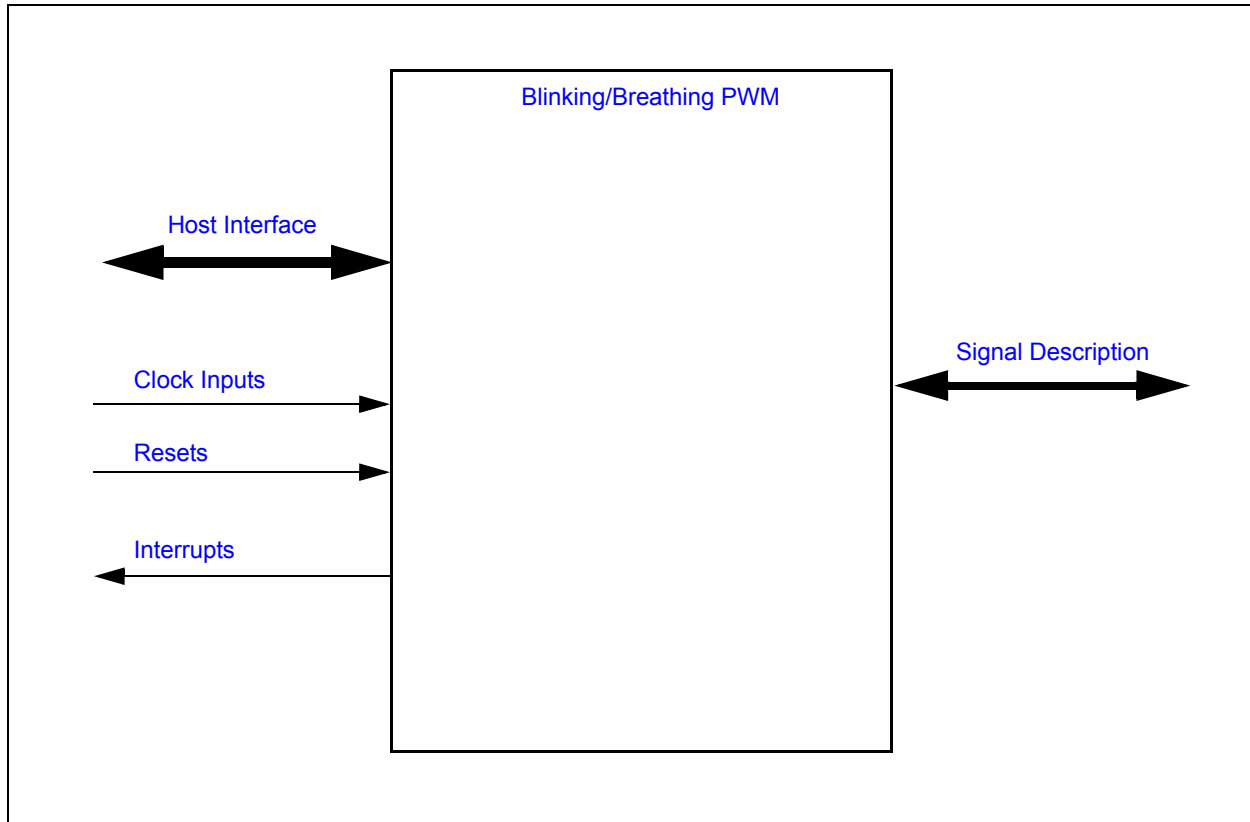 Blinking/Breathing PWM
Host Interface
Signal Description
Clock Inputs
Resets
Interrupts